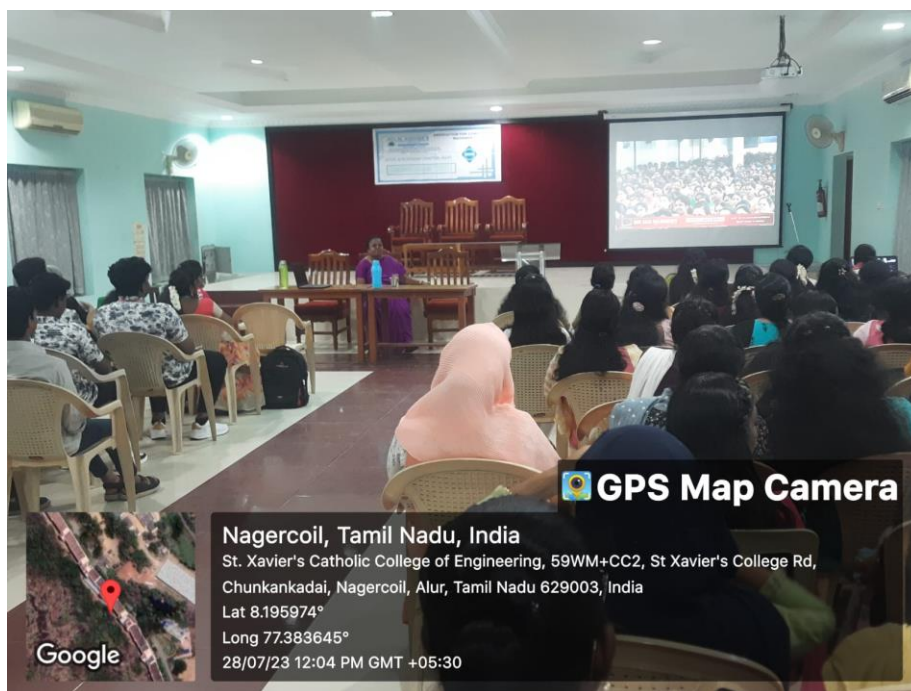 GPS Map Camera
Nagercoil, Tamil Nadu, India
St. Xavier's Catholic College of Engineering, 59WM+CC2, St Xavier's College Rd,
Chunkankadai, Nagercoil, Alur, Tamil Nadu 629003, India
Lat 8.195974°
Long 77.383645°
28/07/23 12:04 PM GMT +05:30
Google